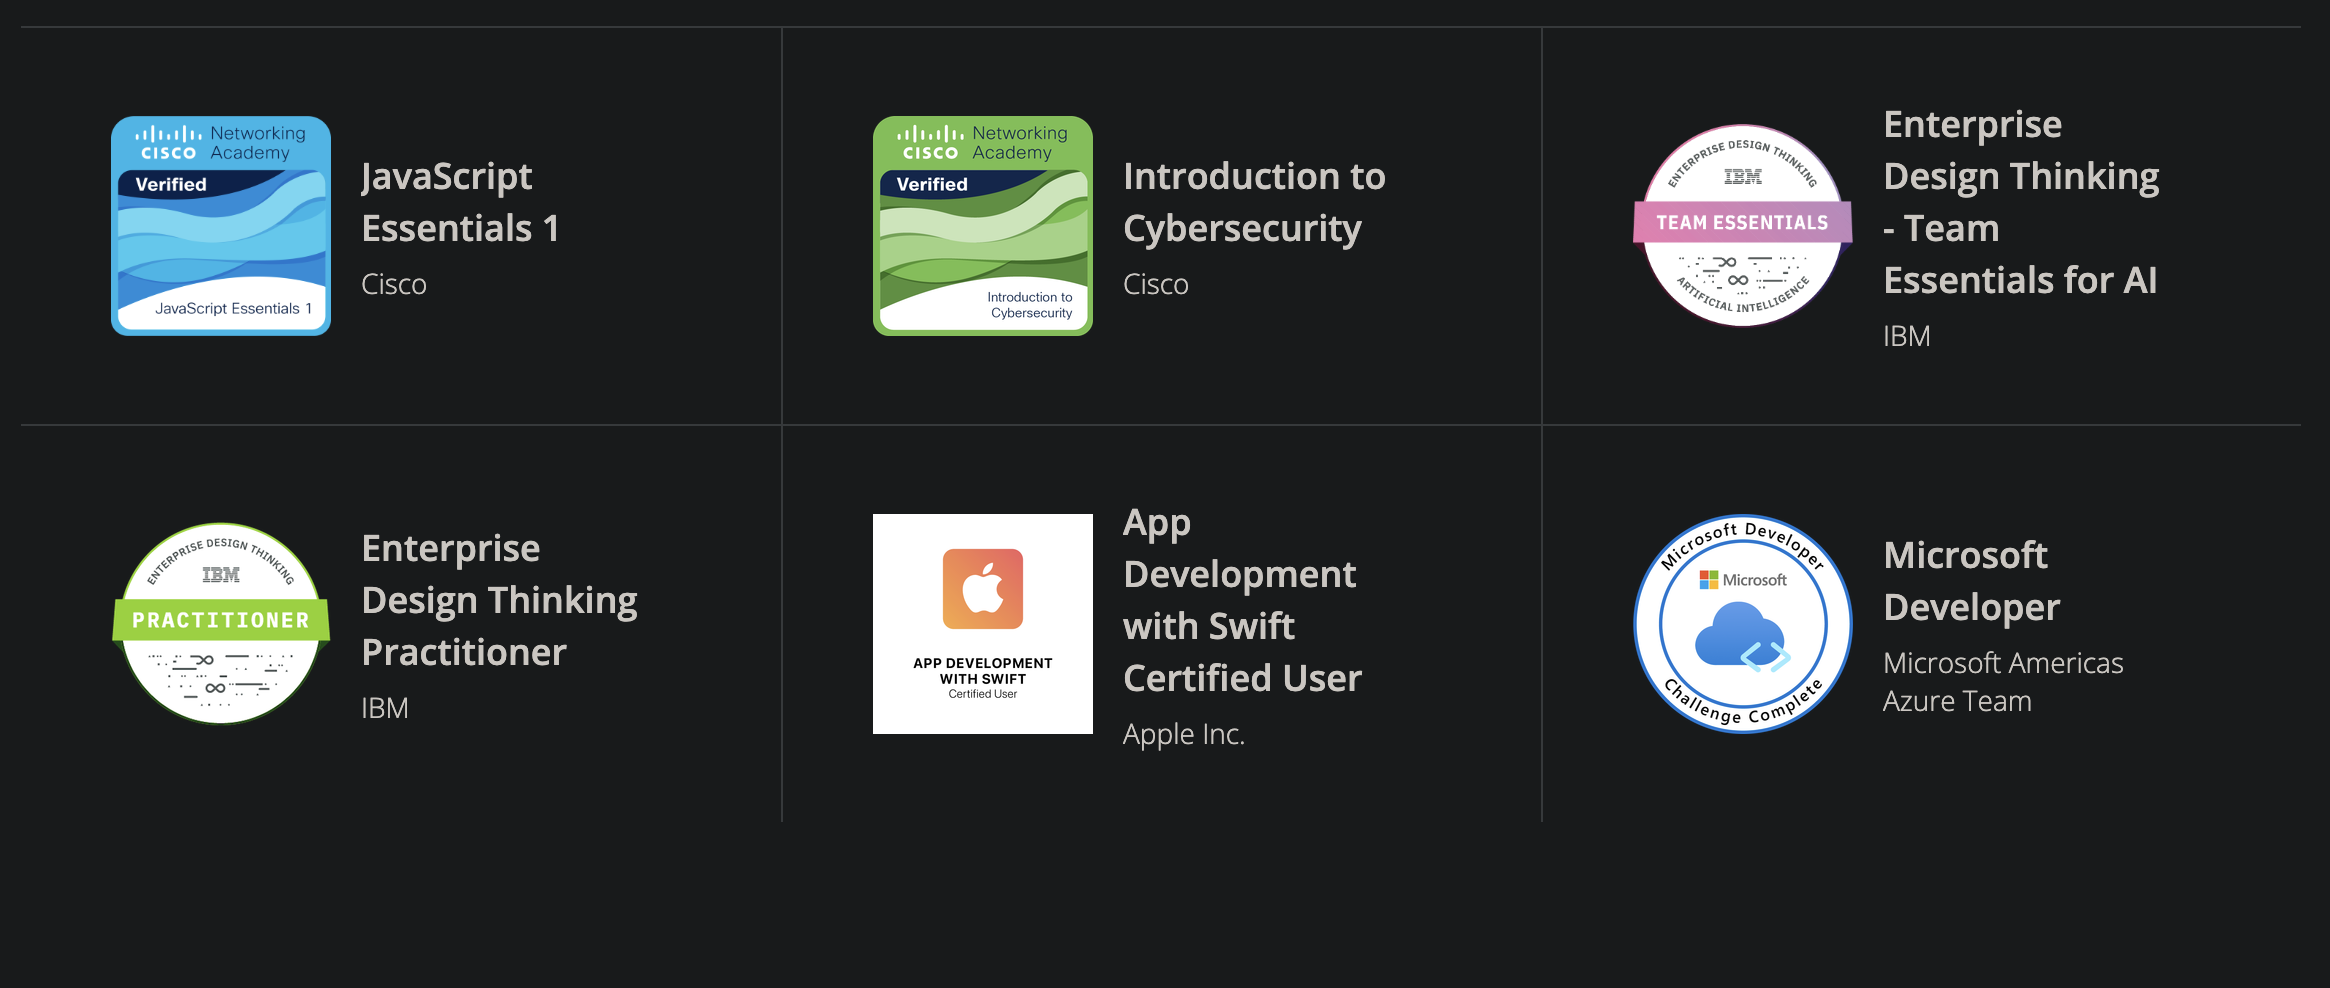 CISCO Networking
Academy
Verified
JavaScript Essentials 1
JavaScript
Essentials 1
Cisco
CISCO Networking
Academy
Verified
Introduction to
Cybersecurity
Introduction to
Cybersecurity
Cisco
ENTERPRISE DESIGN THINKING
IBM
TEAM ESSENTIALS
ARTIFICIAL INTELLIGENCE
Enterprise
Design Thinking
- Team
Essentials for AI
IBM
ENTERPRISE DESIGN THINKING
IBM
PRACTITIONER
Enterprise
Design Thinking
Practitioner
IBM
APP DEVELOPMENT
WITH SWIFT
Certified User
App
Development
with Swift
Certified User
Apple Inc.
Microsoft Developer
Microsoft
Challenge Complete
Microsoft
Developer
Microsoft Americas
Azure Team